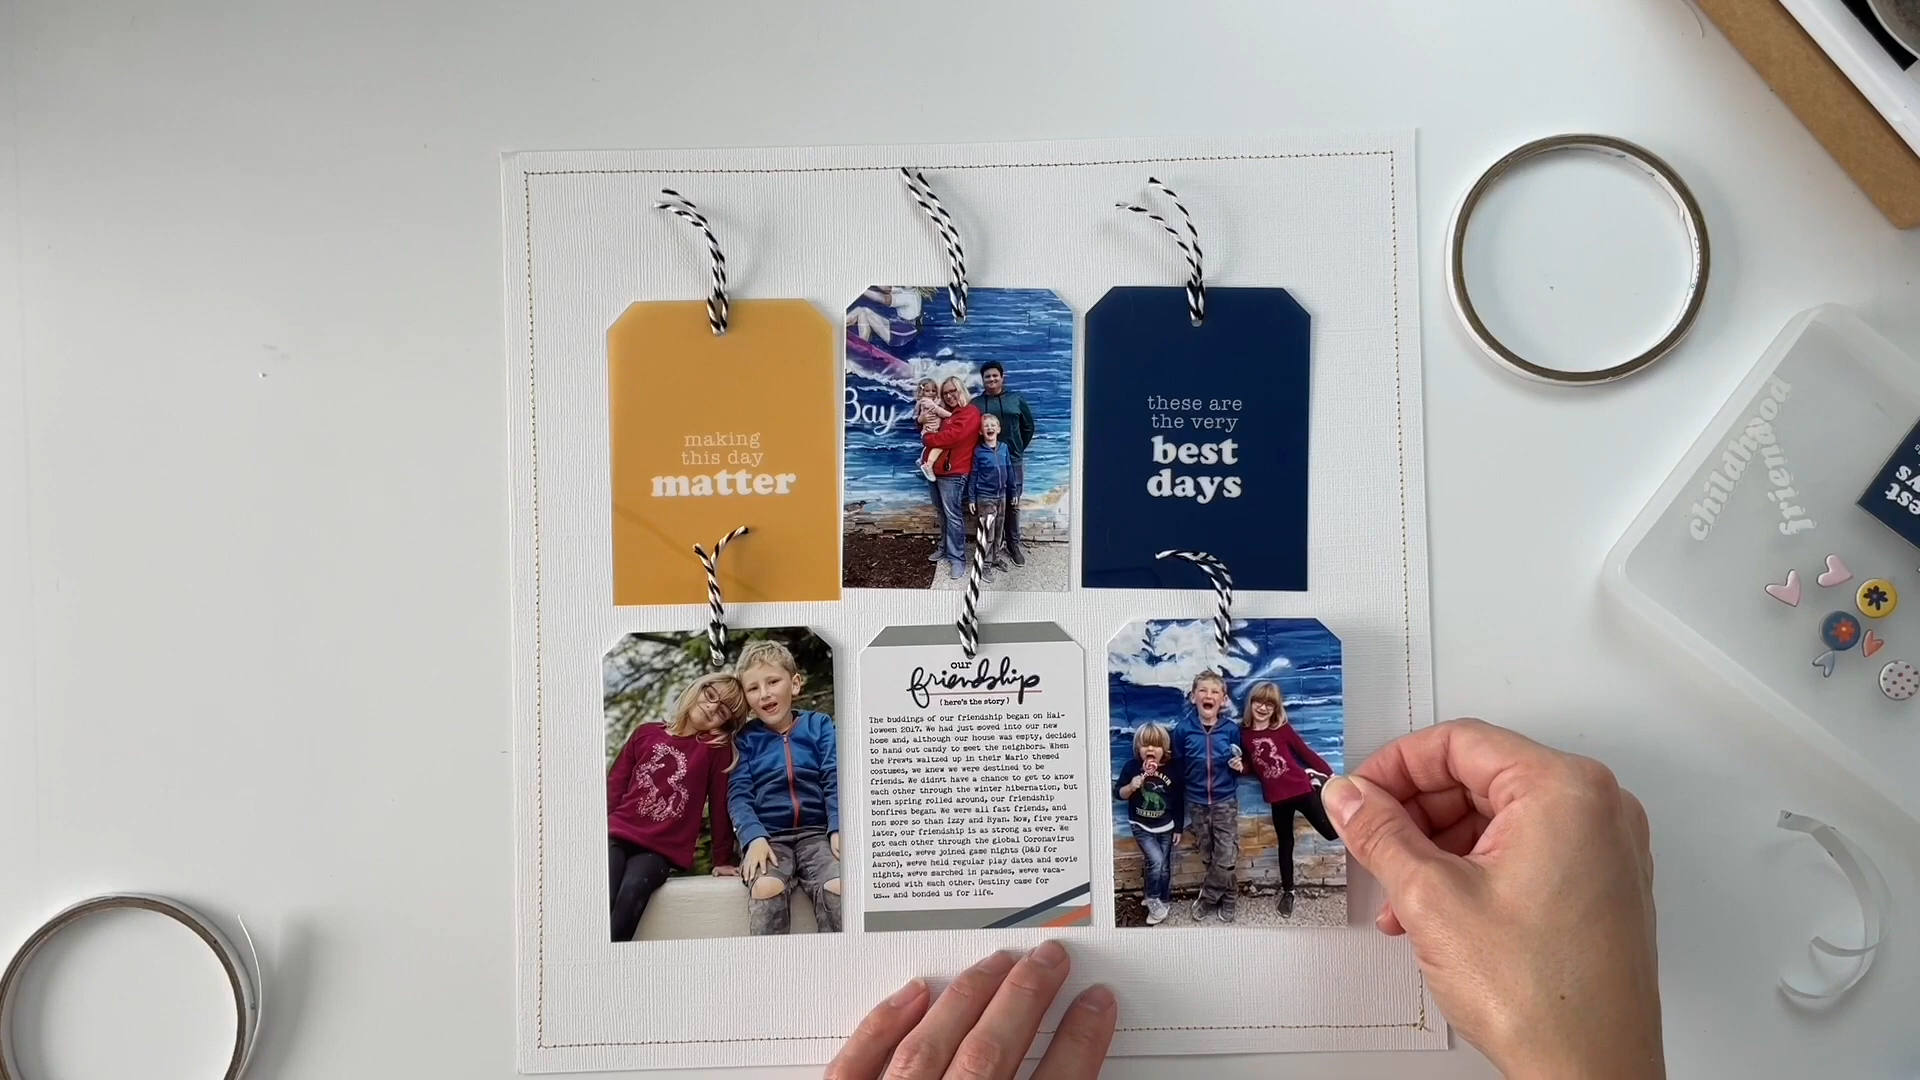 making
this day
matter
Bay
these are
the very
best
days
our
friendship
(here's the story)
The buddings of our friendship began on Hal-
loween 2017. We had just moved into our new
home and, although our house was empty, decided
to hand out candy to meet the neighbors. When
the Frewts waltzed up in their Mario themed
costumes, we knew we were destined to be
friends. We didn't have a chance to get to know
each other through the winter hibernation, but
when spring rolled around, our friendship
bonfires began. We were all fast friends, and
non more so than Izzy and Ryan. Now, five years
later, our friendship is as strong as ever. We
got each other through the global Coronavirus
pandemic, we've joined game nights (D&D for
Aaron), we've held regular play dates and movie
nights, we've marched in parades, we've vaca-
tioned with each other. Destiny came for
us... and bonded us for life.
childhood
friend